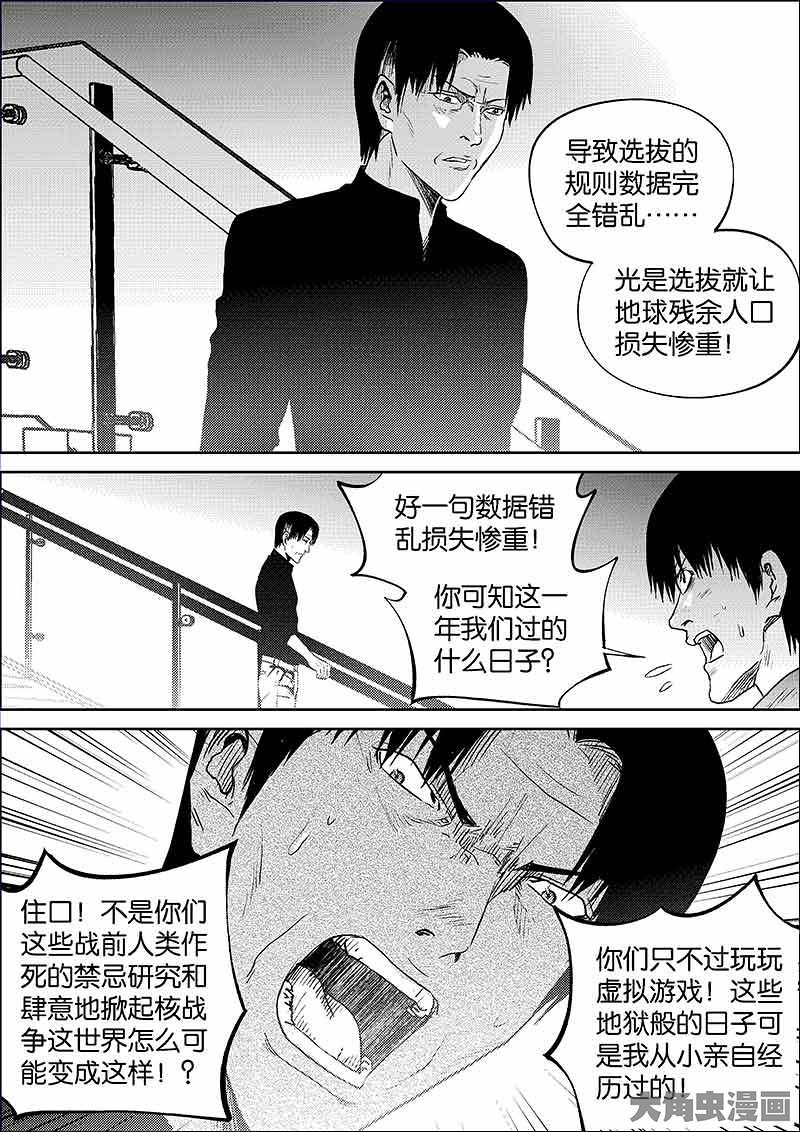 导致选拔的
规则数据完
全错乱……
光是选拔就让
地球残余人口
损失惨重！
好一句数据错
乱损失惨重！
你可知这一
年我们过的
什么日子？
住口！不是你们
这些战前人类作
死的禁忌研究和
肆意地掀起核战
争这世界怎么可
能变成这样！？
你们只不过玩玩
虚拟游戏！这些
地狱般的日子可
是我从小亲自经
历过的！
大角虫漫画